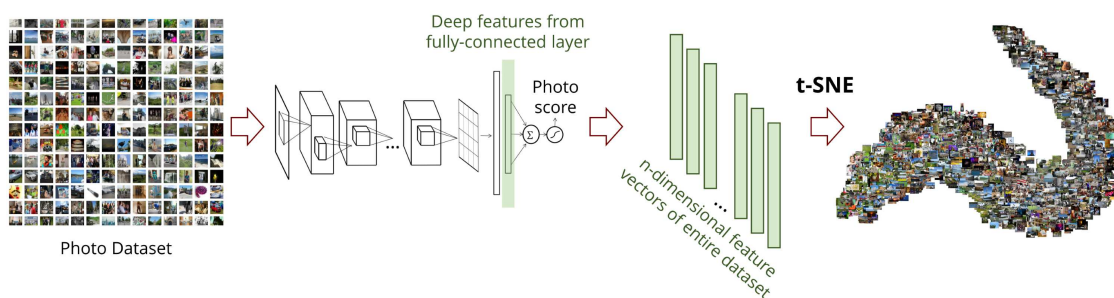 Photo Dataset
Deep features from
fully-connected layer
Photo
score
Σ
...
...
n-dimensional feature
vectors of entire dataset
t-SNE